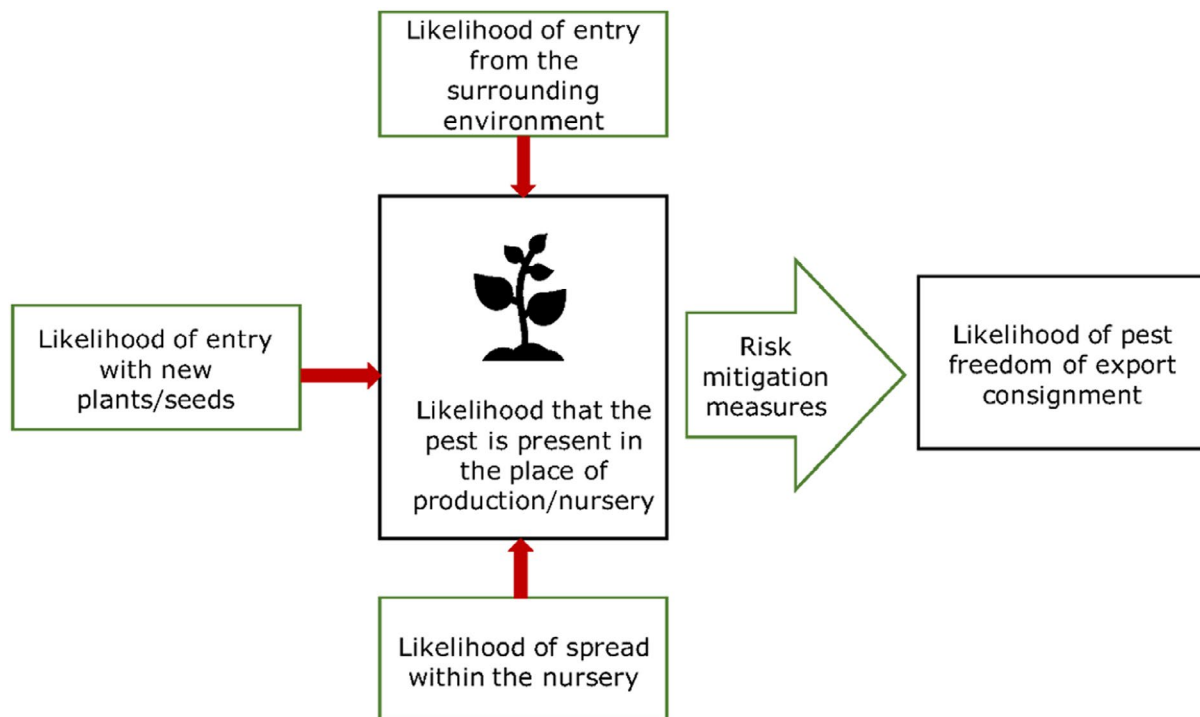 Likelihood of entry
from the
surrounding
environment
Likelihood of entry
with new
plants/seeds
Likelihood that the
pest is present in
the place of
production/nursery
Risk
mitigation
measures
Likelihood of pest
freedom of export
consignment
Likelihood of spread
within the nursery